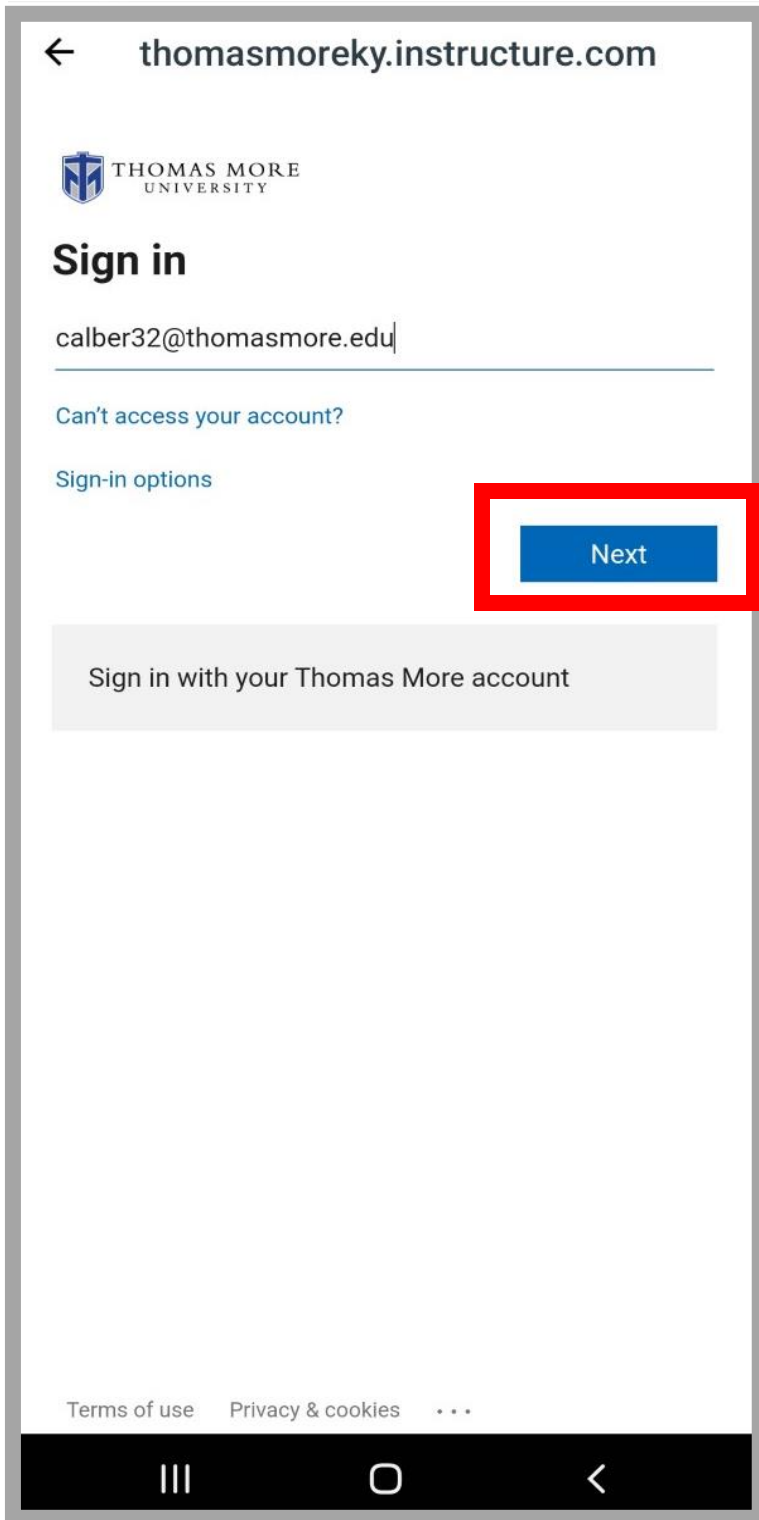 thomasmoreky.instructure.com
THOMAS MORE
UNIVERSITY
Sign in
calber32@thomasmore.edu
Can't access your account?
Sign-in options
Next
Sign in with your Thomas More account
Terms of use Privacy & cookies ...